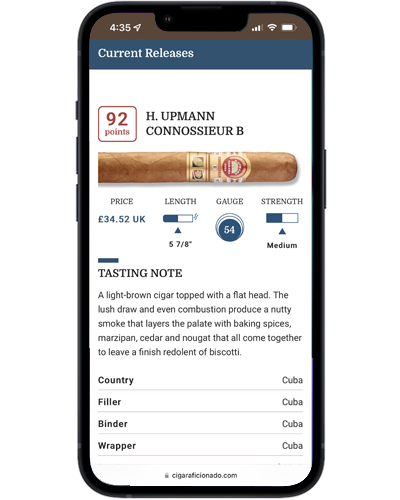 4:35
Current Releases
92
points
H. UPMANN
CONNOSSIEUR B
PRICE
LENGTH
GAUGE
STRENGTH
£34.52 UK
54
5 7/8"
Medium
TASTING NOTE
A light-brown cigar topped with a flat head. The
lush draw and even combustion produce a nutty
smoke that layers the palate with baking spices,
marzipan, cedar and nougat that all come together
to leave a finish redolent of biscotti.
Country Cuba
Filler Cuba
Binder Cuba
Wrapper Cuba
cigaraficionado.com